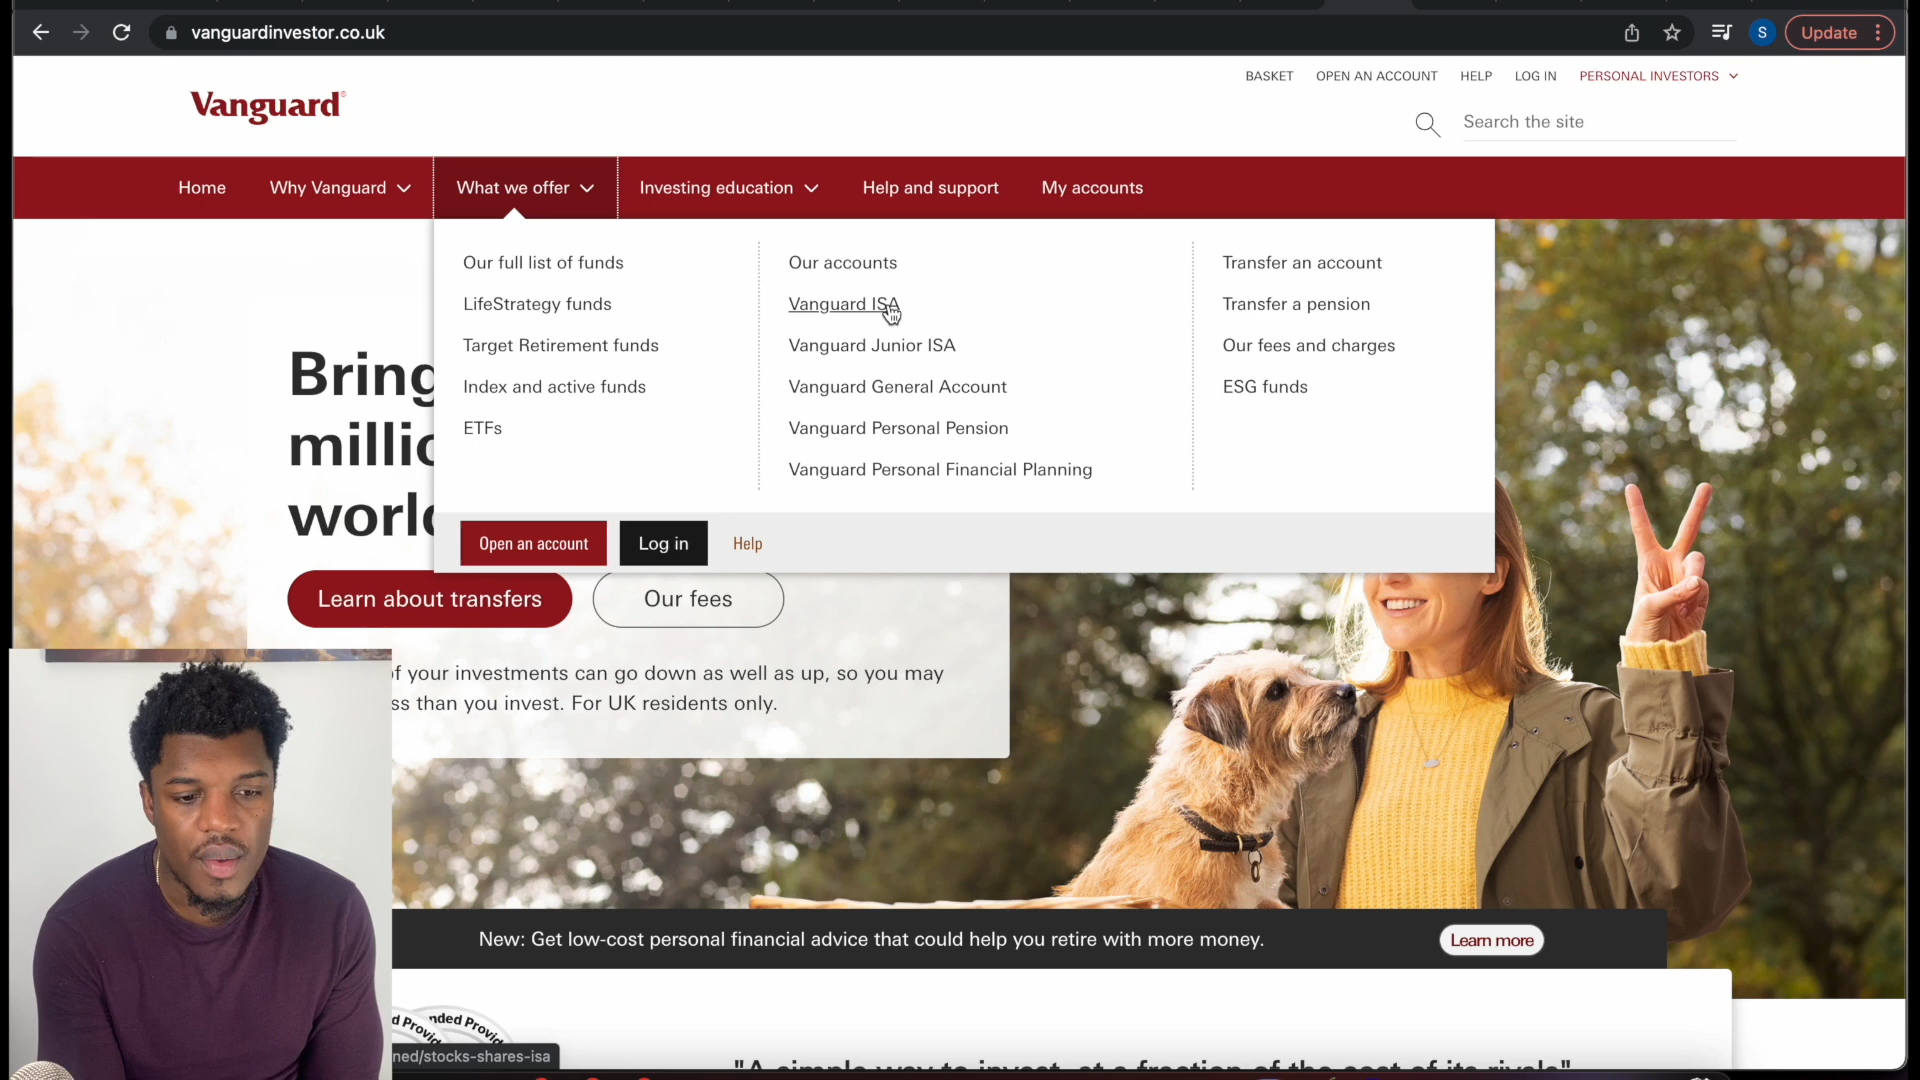 vanguardinvestor.co.uk
S
Update
BASKET OPEN AN ACCOUNT HELP LOG IN PERSONAL INVESTORS
Vanguard
Search the site
Home Why Vanguard What we offer Investing education Help and support My accounts
Our full list of funds
LifeStrategy funds
Target Retirement funds
Index and active funds
ETFs
Our accounts
Vanguard ISA
Vanguard Junior ISA
Vanguard General Account
Vanguard Personal Pension
Vanguard Personal Financial Planning
Transfer an account
Transfer a pension
Our fees and charges
ESG funds
Open an account Log in Help
Bring
millic
world
Learn about transfers Our fees
of your investments can go down as well as up, so you may
ss than you invest. For UK residents only.
New: Get low-cost personal financial advice that could help you retire with more money. Learn more
d Provi nded Provid
ned/stocks-shares-isa
"A simple way to invest, at a fraction of the cost of its rivals"